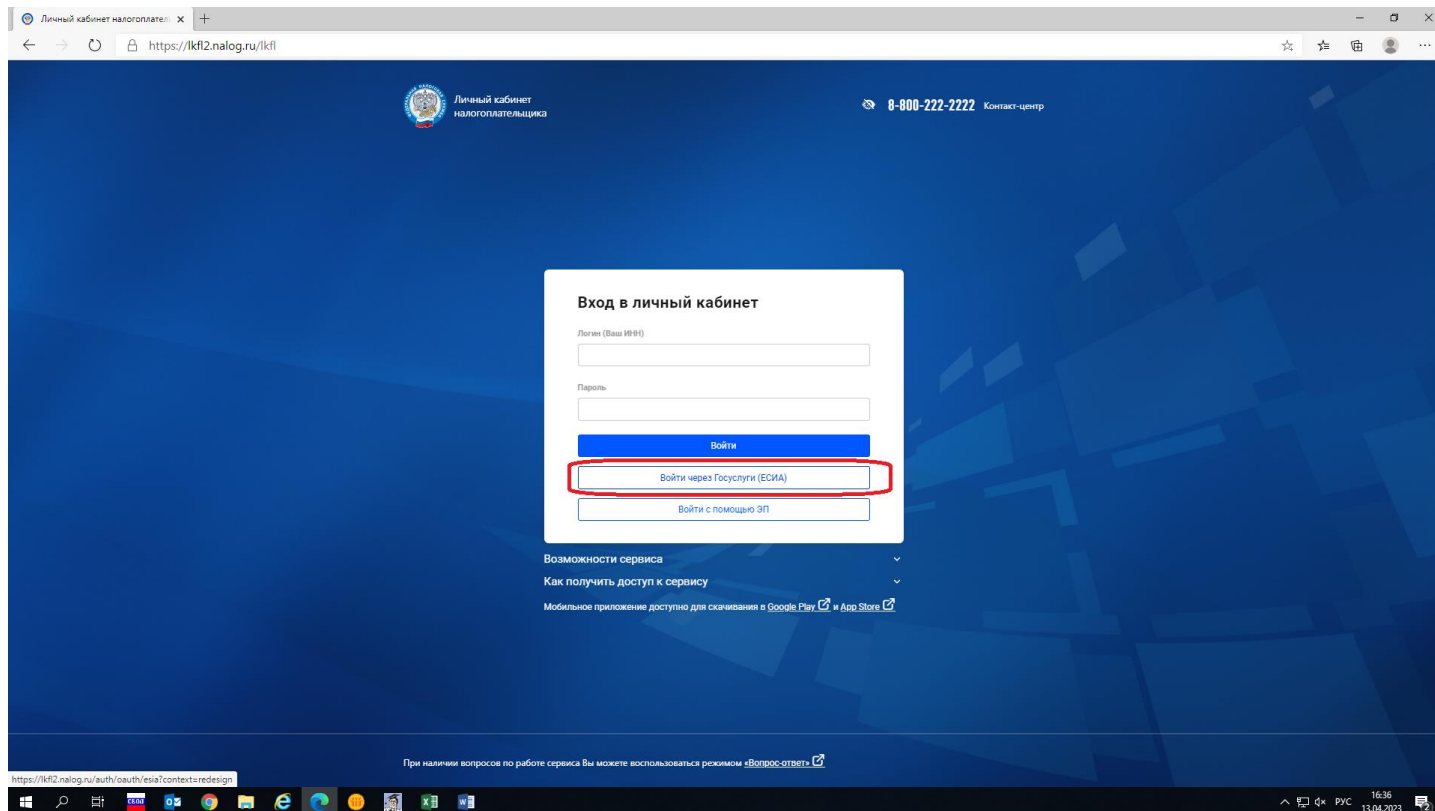 Личный кабинет налогоплател
https://lkfl2.nalog.ru/lkfl
Личный кабинет
налогоплательщика
8-800-222-2222 Контакт-центр
Вход в личный кабинет
Логин (Ваш ИНН)
Пароль
Войти
Войти через Госуслуги (ЕСИА)
Войти с помощью ЭП
Возможности сервиса
Как получить доступ к сервису
Мобильное приложение доступно для скачивания в Google Play и App Store
При наличии вопросов по работе сервиса Вы можете воспользоваться режимом «Вопрос-ответ»
https://lkfl2.nalog.ru/auth/oauth/esia?context=redesign
СВОД
РУС
16:36
13.04.2023